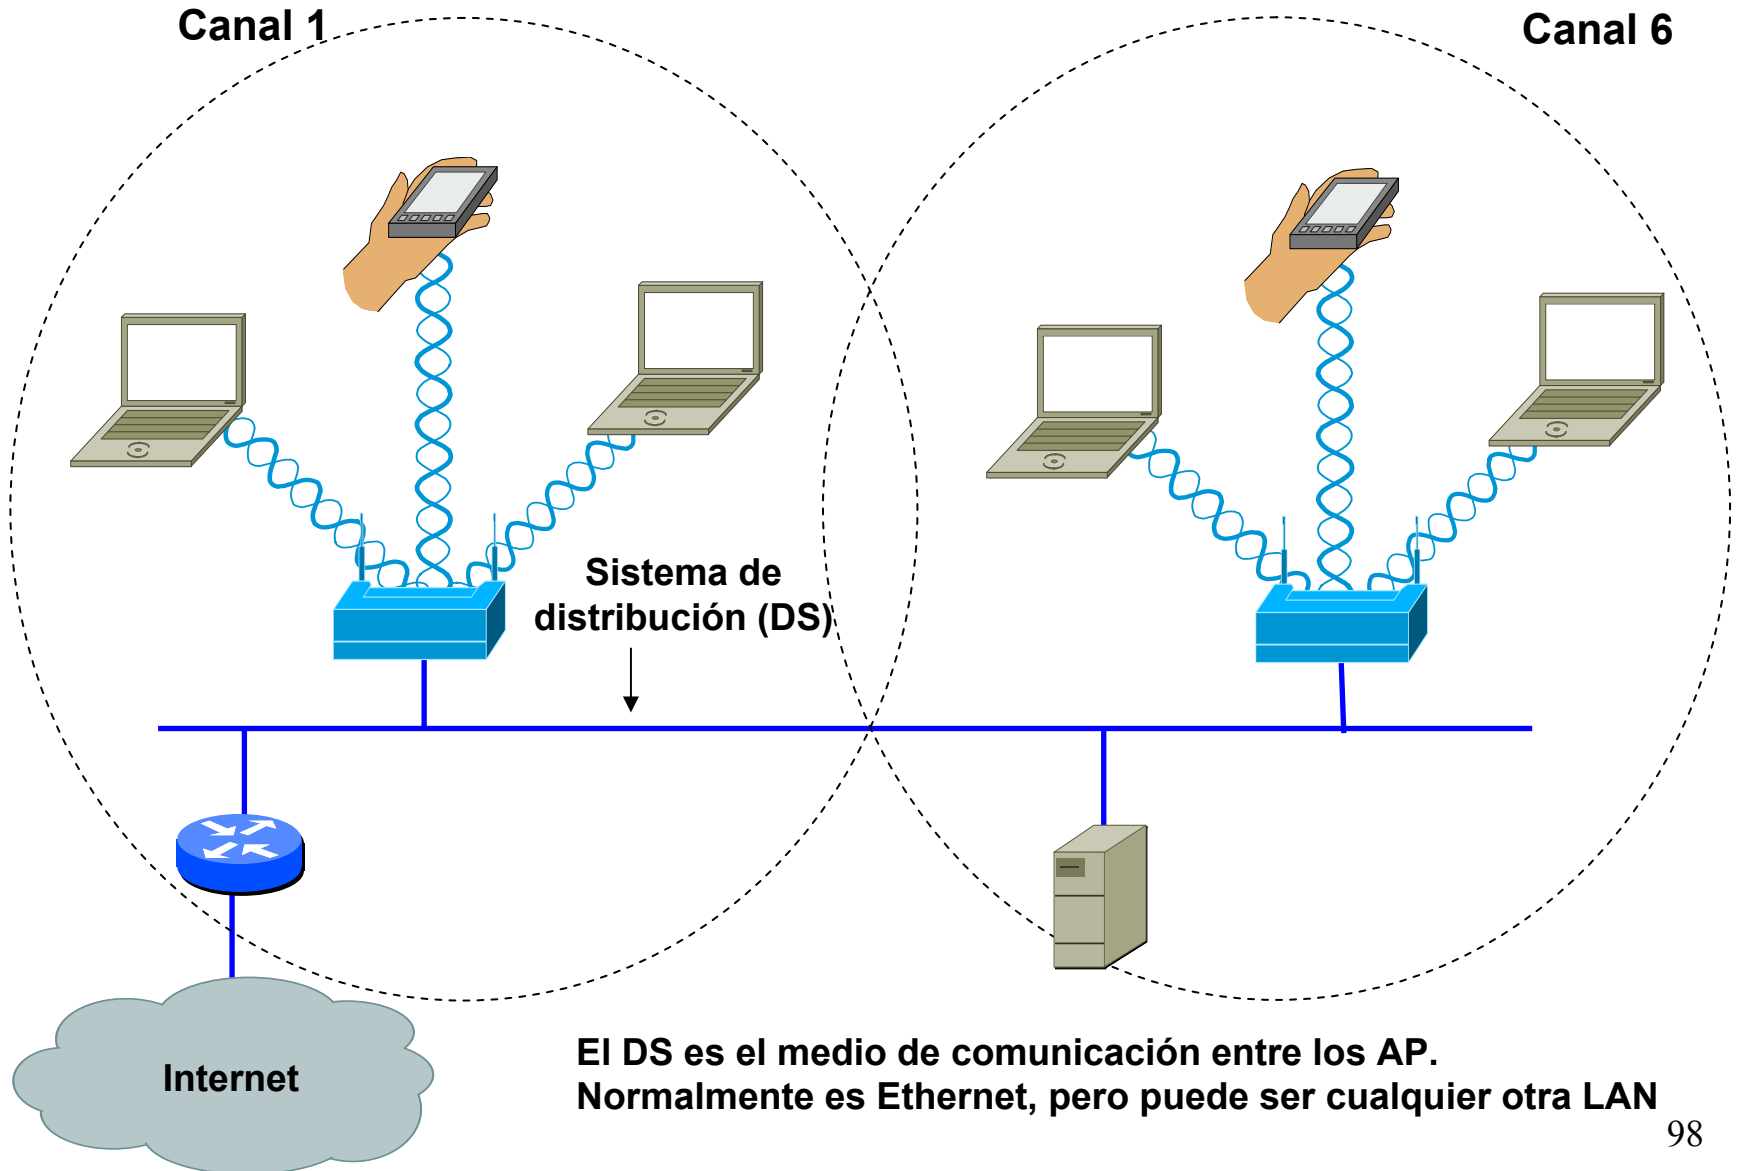 Canal 1
Canal 6
Sistema de
distribución (DS)
Internet
El DS es el medio de comunicación entre los AP.
Normalmente es Ethernet, pero puede ser cualquier otra LAN
98